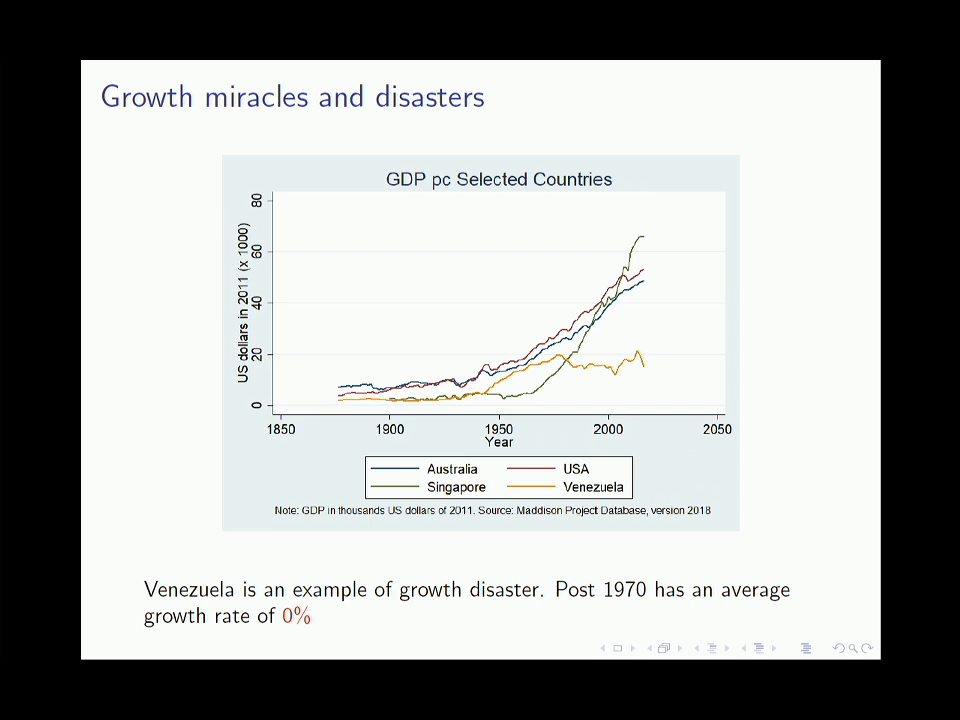 Growth miracles and disasters
GDP pc Selected Countries
US dollars in 2011 (x 1000)
80
60
40
20
0
1850 1900 1950 2000 2050
Year
Australia USA
Singapore Venezuela
Note: GDP in thousands US dollars of 2011. Source: Maddison Project Database, version 2018
Venezuela is an example of growth disaster. Post 1970 has an average
growth rate of 0%